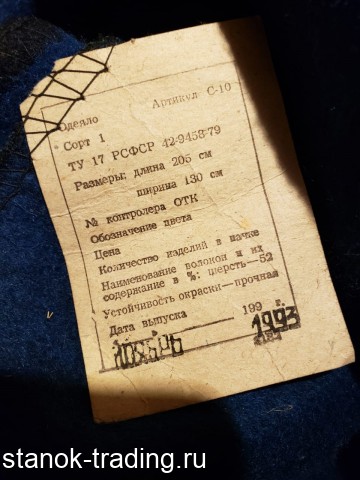 Артикул С-10
Одеяло
Сорт 1
ТУ 17 РСФСР 42-9458-79
Размеры: длина 205 см
ширина 130 см
№ контролера ОТК
Обозначение цвета
Цена
Количество изделий в пачке
Наименование волокон и их
содержание в %: шерсть—52
Устойчивость окраски—прочная
Дата выпуска 199 г.
1993
stanok-trading.ru